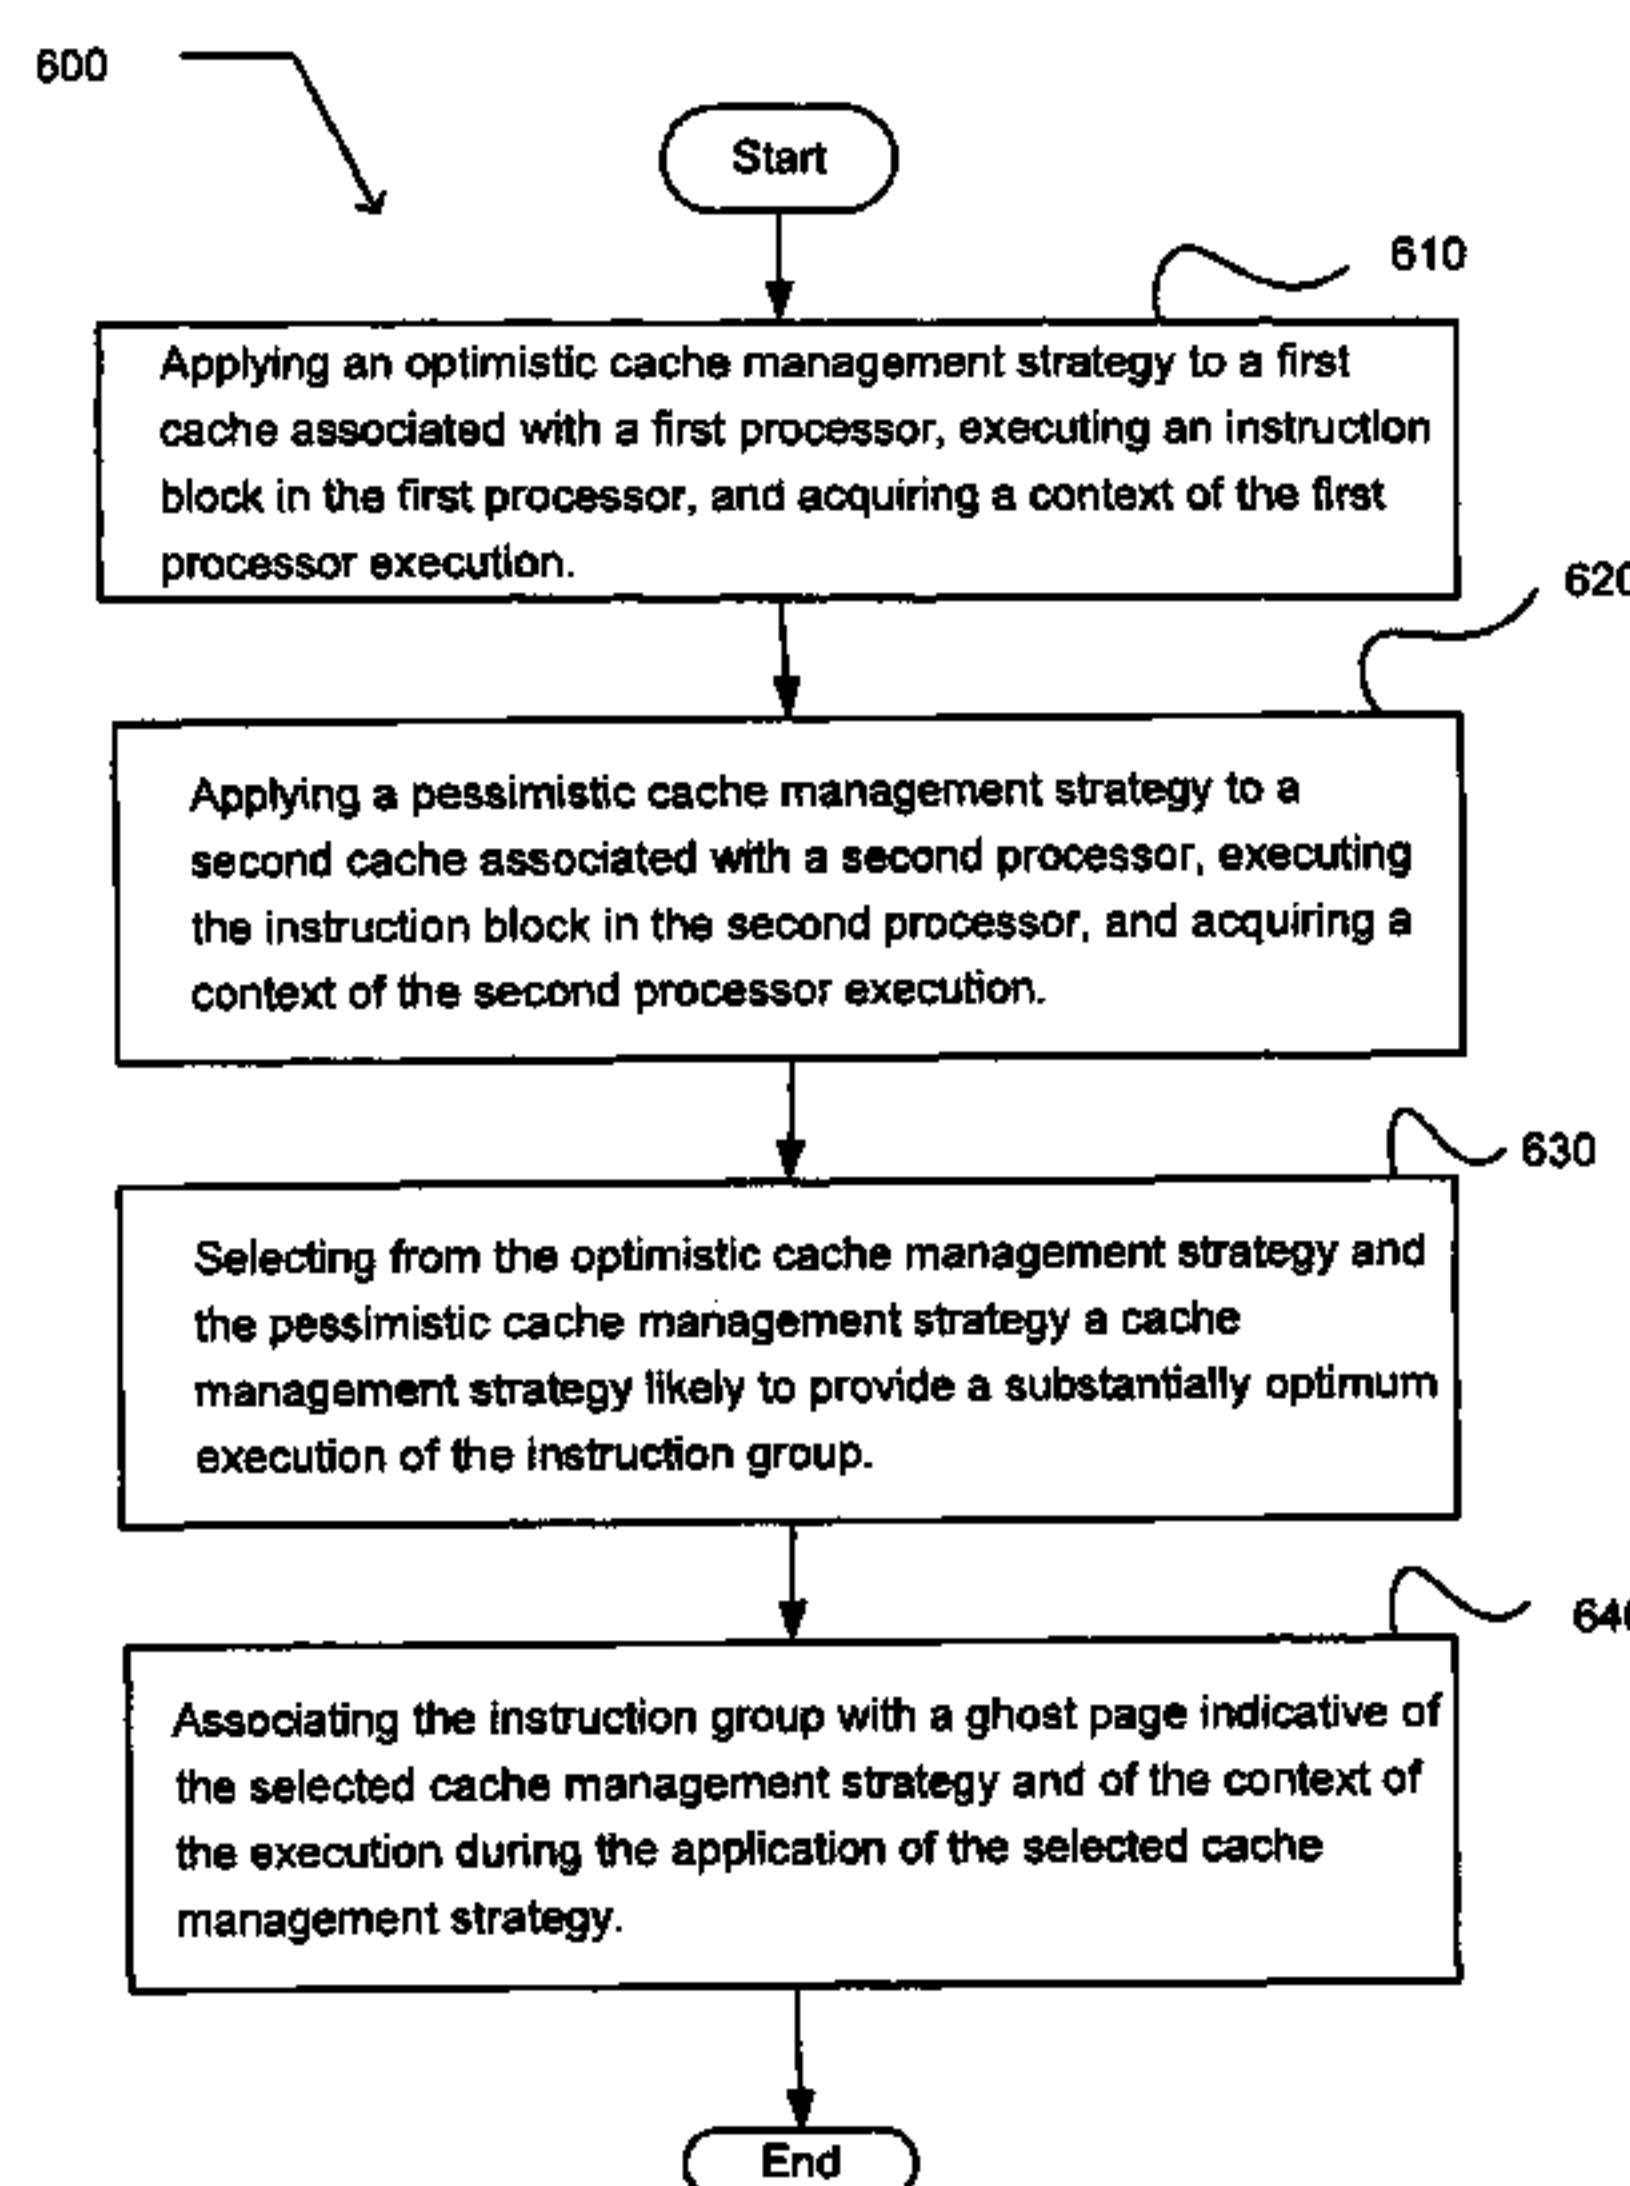 600
Start
610
Applying an optimistic cache management strategy to a first
cache associated with a first processor, executing an instruction
block in the first processor, and acquiring a context of the first
processor execution.
620
Applying a pessimistic cache management strategy to a
second cache associated with a second processor, executing
the instruction block in the second processor, and acquiring a
context of the second processor execution.
630
Selecting from the optimistic cache management strategy and
the pessimistic cache management strategy a cache
management strategy likely to provide a substantially optimum
execution of the instruction group.
640
Associating the instruction group with a ghost page indicative of
the selected cache management strategy and of the context of
the execution during the application of the selected cache
management strategy.
End